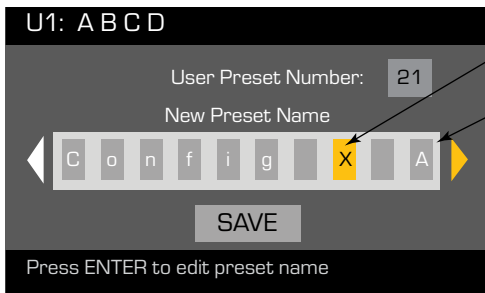 U1: A B C D
User Preset Number: 21
New Preset Name
C o n f i g X A
SAVE
Press ENTER to edit preset name